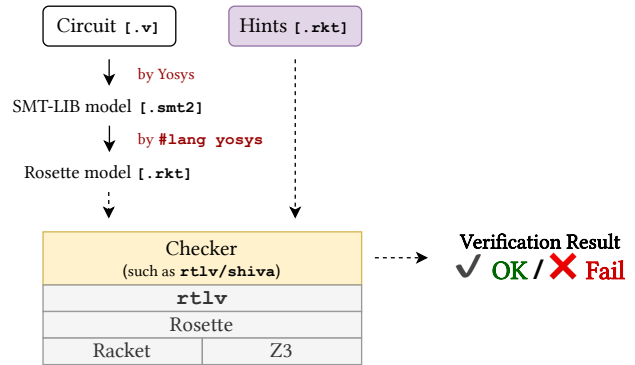 Circuit [.v]
Hints [.rkt]
by Yosys
SMT-LIB model [.smt2]
by #lang yosys
Rosette model [.rkt]
Checker
(such as rtlv/shiva)
Verification Result
✔ OK / ❌ Fail
rtlv
Rosette
Racket
Z3